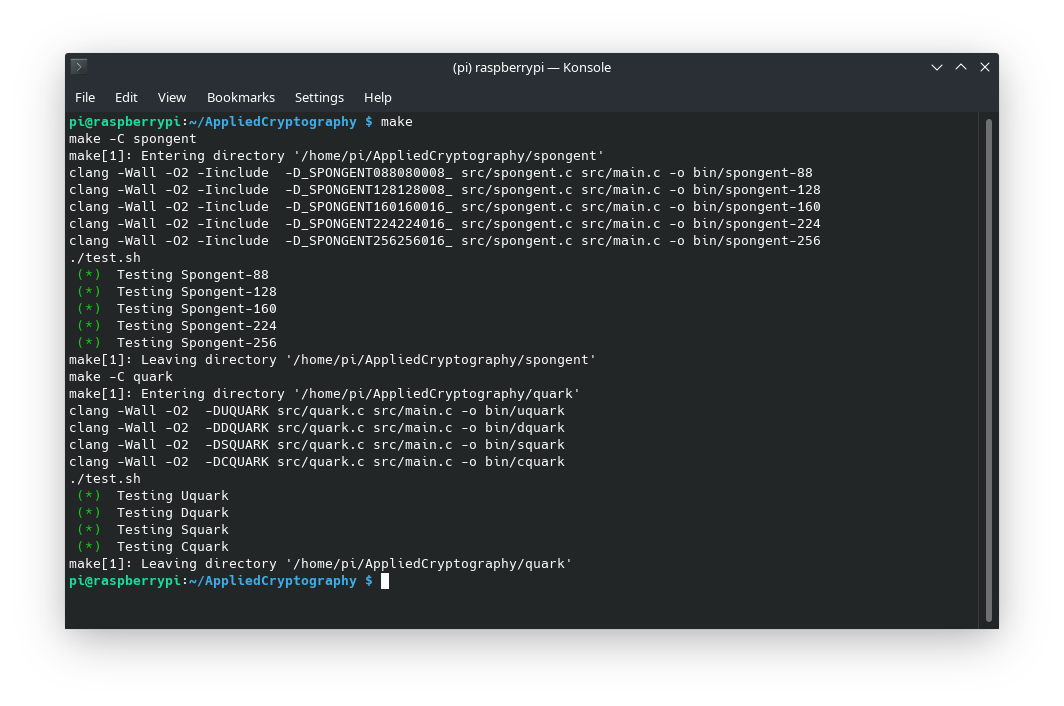 (pi) raspberrypi — Konsole
File Edit View Bookmarks Settings Help
pi@raspberrypi:~/AppliedCryptography $ make
make -C spongent
make[1]: Entering directory '/home/pi/AppliedCryptography/spongent'
clang -Wall -O2 -Iinclude  -D_SPONGENT088080008_ src/spongent.c src/main.c -o bin/spongent-88
clang -Wall -O2 -Iinclude  -D_SPONGENT128128008_ src/spongent.c src/main.c -o bin/spongent-128
clang -Wall -O2 -Iinclude  -D_SPONGENT160160016_ src/spongent.c src/main.c -o bin/spongent-160
clang -Wall -O2 -Iinclude  -D_SPONGENT224224016_ src/spongent.c src/main.c -o bin/spongent-224
clang -Wall -O2 -Iinclude  -D_SPONGENT256256016_ src/spongent.c src/main.c -o bin/spongent-256
./test.sh
 (*)  Testing Spongent-88
 (*)  Testing Spongent-128
 (*)  Testing Spongent-160
 (*)  Testing Spongent-224
 (*)  Testing Spongent-256
make[1]: Leaving directory '/home/pi/AppliedCryptography/spongent'
make -C quark
make[1]: Entering directory '/home/pi/AppliedCryptography/quark'
clang -Wall -O2  -DUQUARK src/quark.c src/main.c -o bin/uquark
clang -Wall -O2  -DDQUARK src/quark.c src/main.c -o bin/dquark
clang -Wall -O2  -DSQUARK src/quark.c src/main.c -o bin/squark
clang -Wall -O2  -DCQUARK src/quark.c src/main.c -o bin/cquark
./test.sh
 (*)  Testing Uquark
 (*)  Testing Dquark
 (*)  Testing Squark
 (*)  Testing Cquark
make[1]: Leaving directory '/home/pi/AppliedCryptography/quark'
pi@raspberrypi:~/AppliedCryptography $